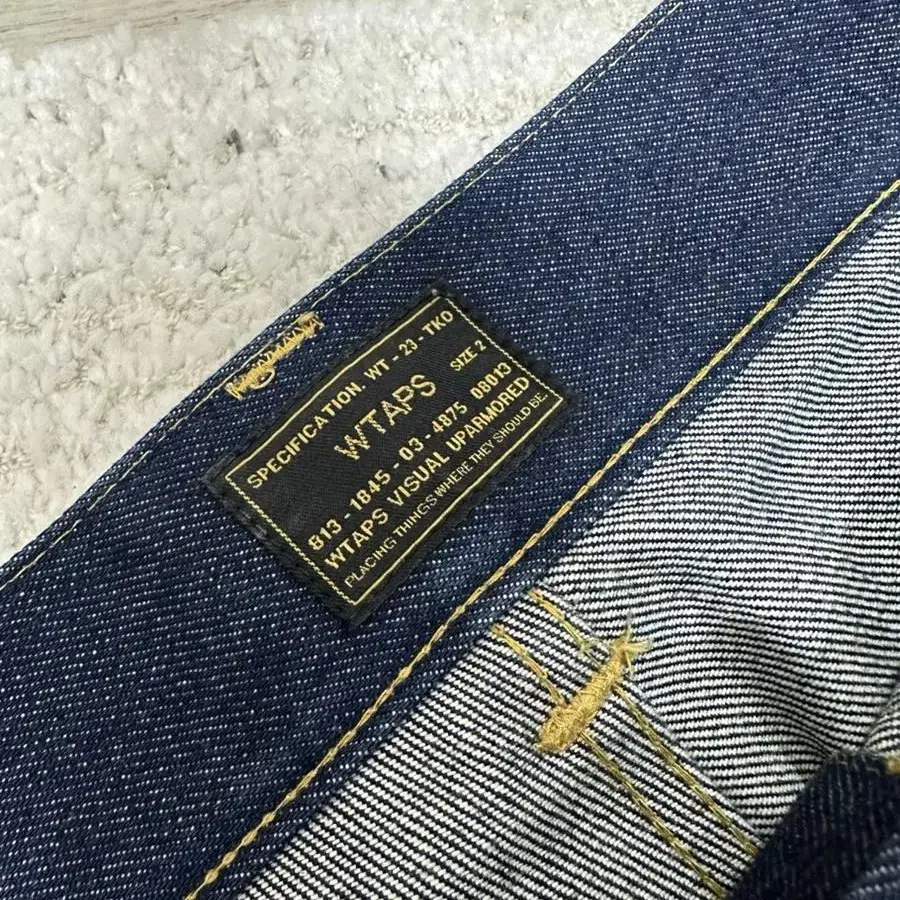 SPECIFICATION. WT - 23 - TKO
WTAPS SIZE 2
813 - 1845 - 03 - 4875 08013
WTAPS VISUAL UPARMORED
PLACING THINGS WHERE THEY SHOULD BE.